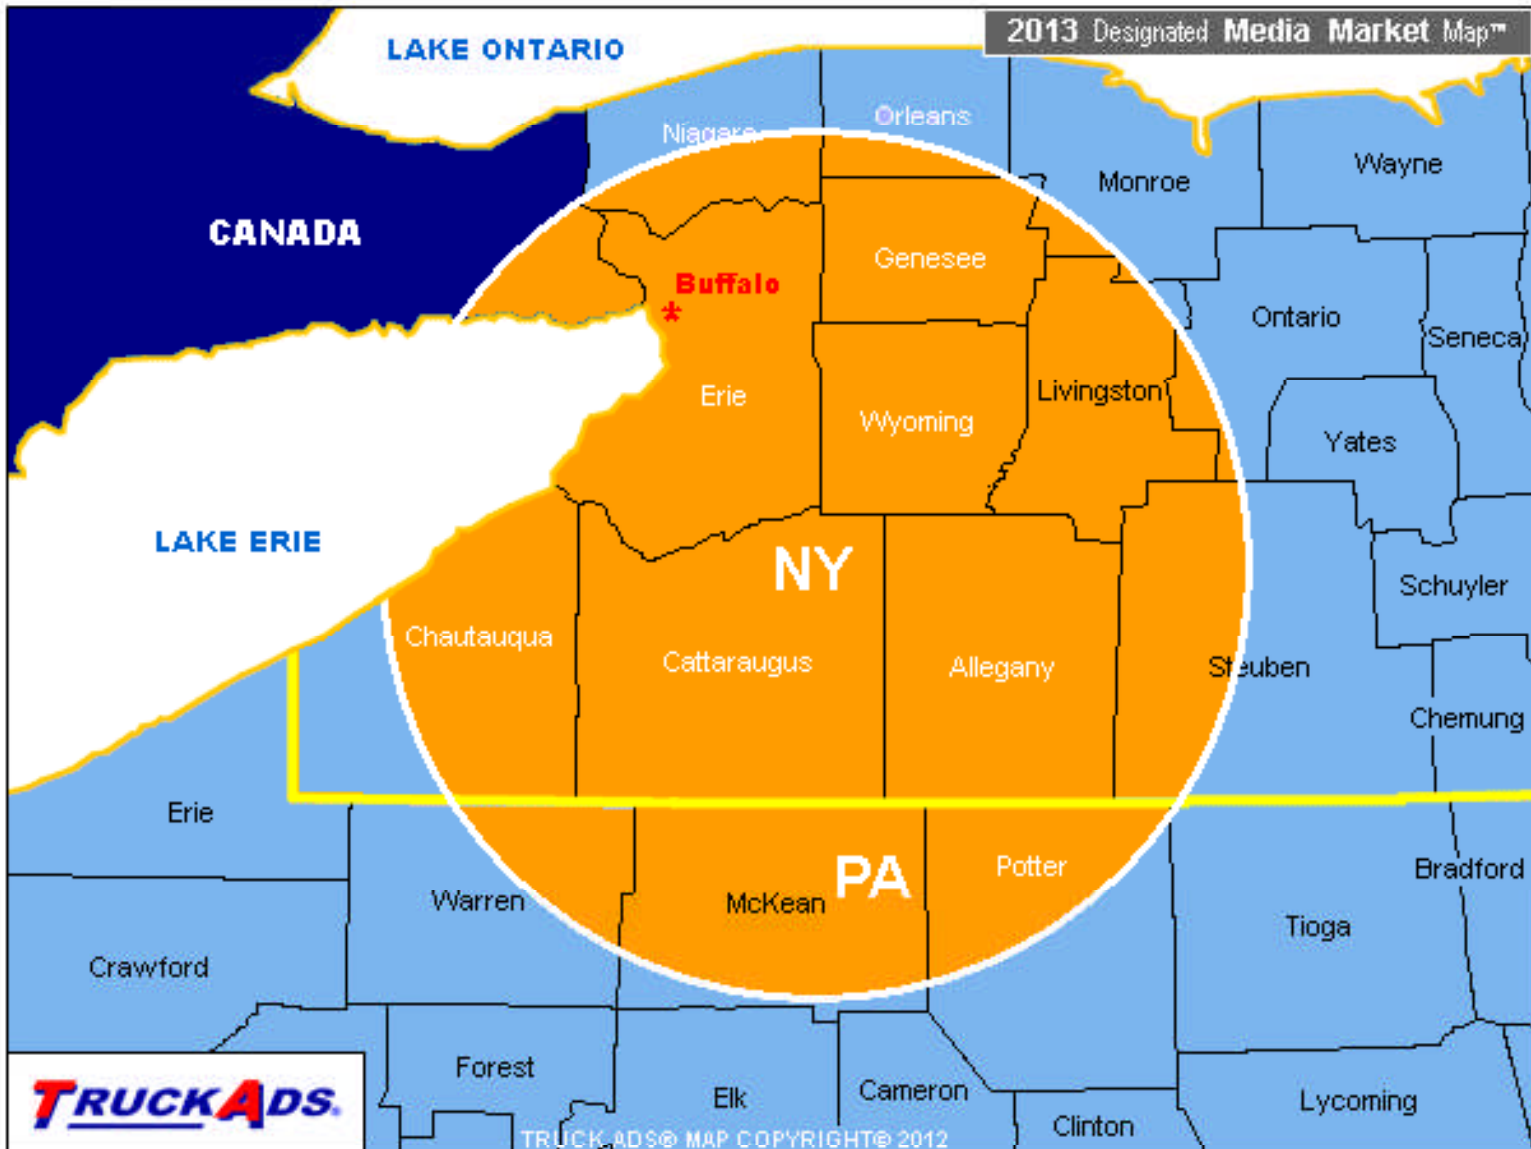 2013 Designated Media Market Map™
LAKE ONTARIO
Orleans
Niagara
Wayne
Monroe
CANADA
Genesee
Buffalo
*
Ontario
Seneca
Livingston
Erie
Wyoming
Yates
LAKE ERIE
NY
Schuyler
Chautauqua
Cattaraugus
Allegany
Steuben
Chemung
Erie
PA
Potter
Bradford
Warren
McKean
Tioga
Crawford
Forest
Elk
Cameron
Lycoming
Clinton
TRUCKADS®
TRUCK ADS® MAP COPYRIGHT© 2012